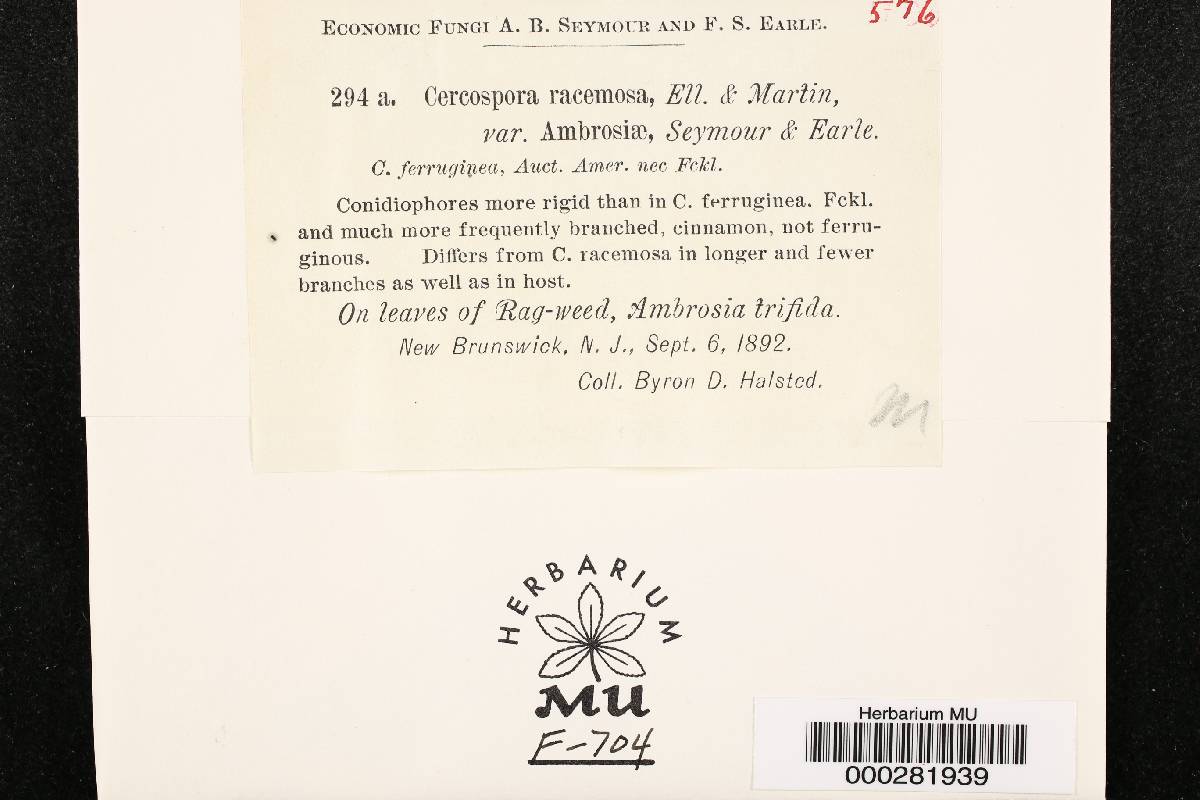 576
ECONOMIC FUNGI A. B. SEYMOUR AND F. S. EARLE.
294 a. Cercospora racemosa, Ell. & Martin,
var. Ambrosiæ, Seymour & Earle.
C. ferruginea, Auct. Amer. nec Fckl.
Conidiophores more rigid than in C. ferruginea. Fckl.
and much more frequently branched, cinnamon, not ferru-
ginous. Differs from C. racemosa in longer and fewer
branches as well as in host.
On leaves of Rag-weed, Ambrosia trifida.
New Brunswick, N. J., Sept. 6, 1892.
Coll. Byron D. Halsted.
M
HERBARIUM
MU
F-704
Herbarium MU
000281939